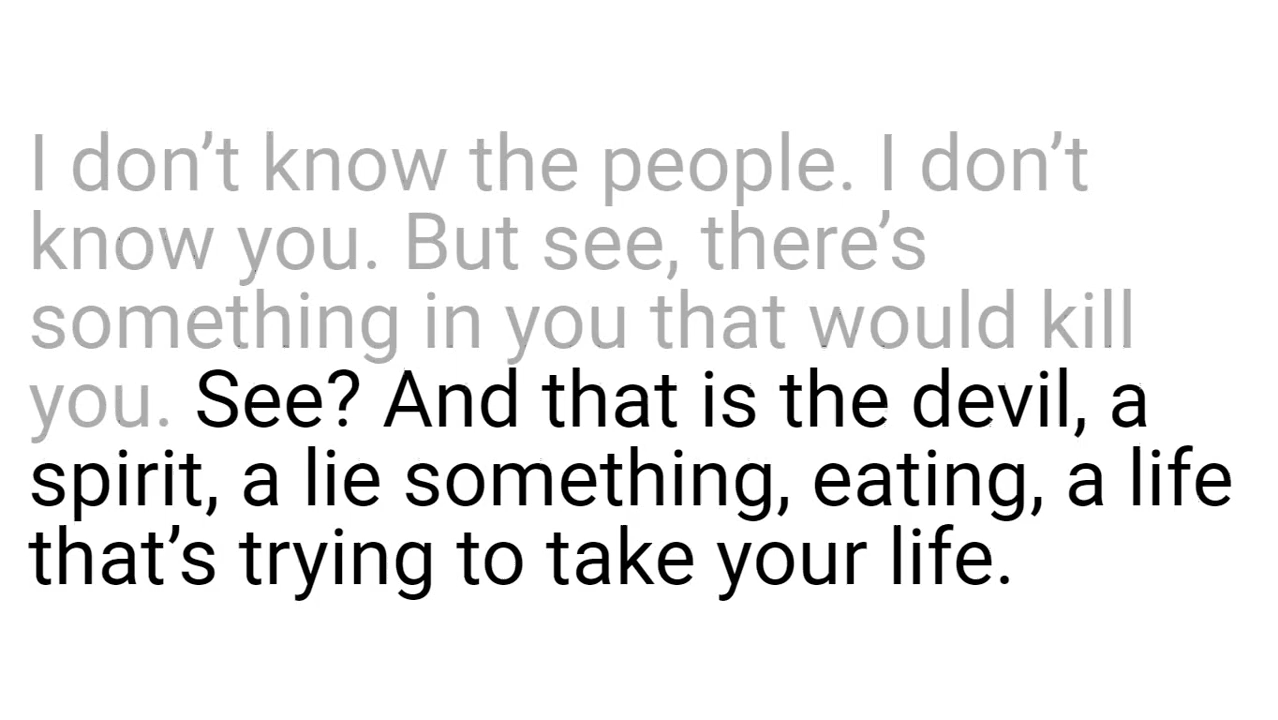 I don’t know the people. I don’t
know you. But see, there’s
something in you that would kill
you. See? And that is the devil, a
spirit, a lie something, eating, a life
that’s trying to take your life.